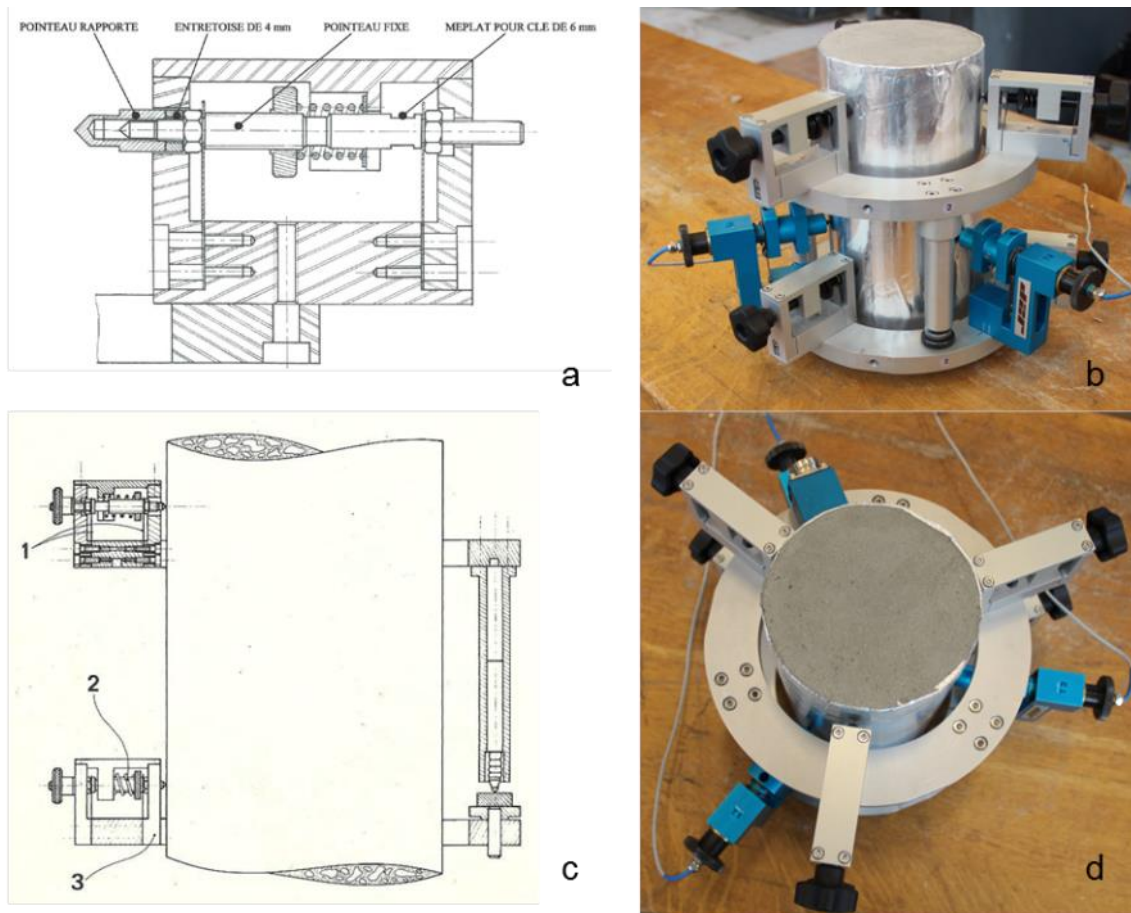 POINTEAU RAPPORTE
ENTRETOISE DE 4 mm
POINTEAU FIXE
MEPLAT POUR CLE DE 6 mm
a
b
1
2
3
c
d